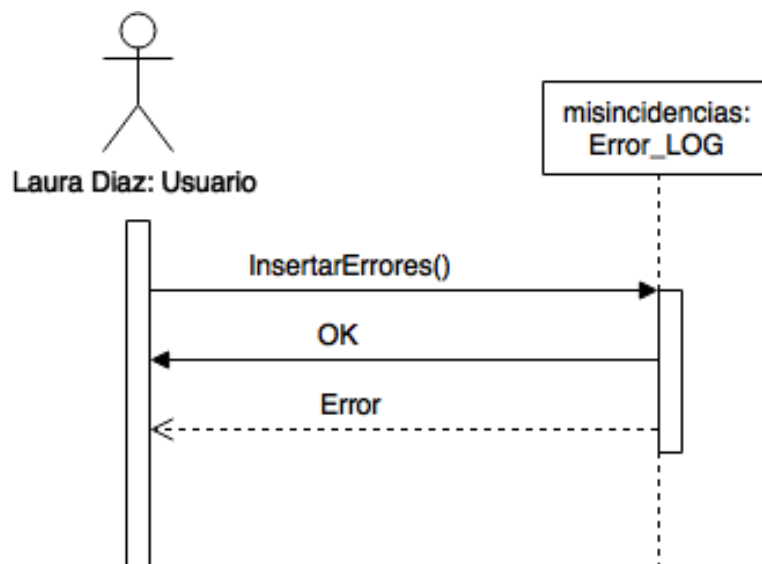 misincidencias:
Error_LOG
Laura Diaz: Usuario
InsertarErrores()
OK
Error